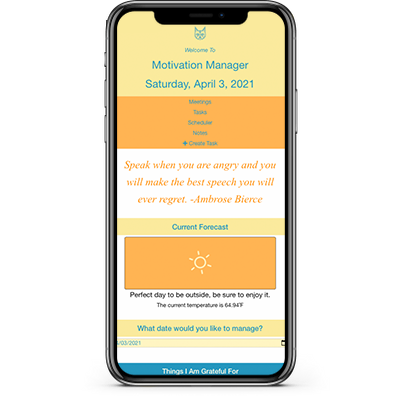 Welcome To
Motivation Manager
Saturday, April 3, 2021
Meetings
Tasks
Scheduler
Notes
+ Create Task
Speak when you are angry and you
will make the best speech you will
ever regret. -Ambrose Bierce
Current Forecast
Perfect day to be outside, be sure to enjoy it.
The current temperature is 64.94°F
What date would you like to manage?
/03/2021
Things I Am Grateful For